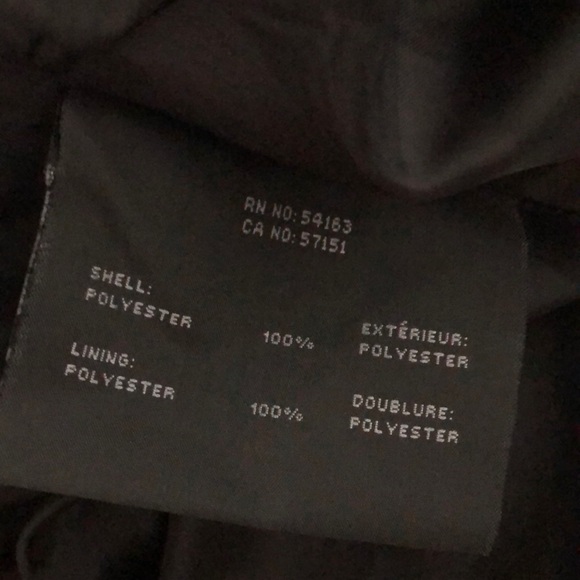 RN NO: 54163
CA NO: 57151
SHELL:
POLYESTER
100%
EXTÉRIEUR:
POLYESTER
LINING:
POLYESTER
100%
DOUBLURE:
POLYESTER